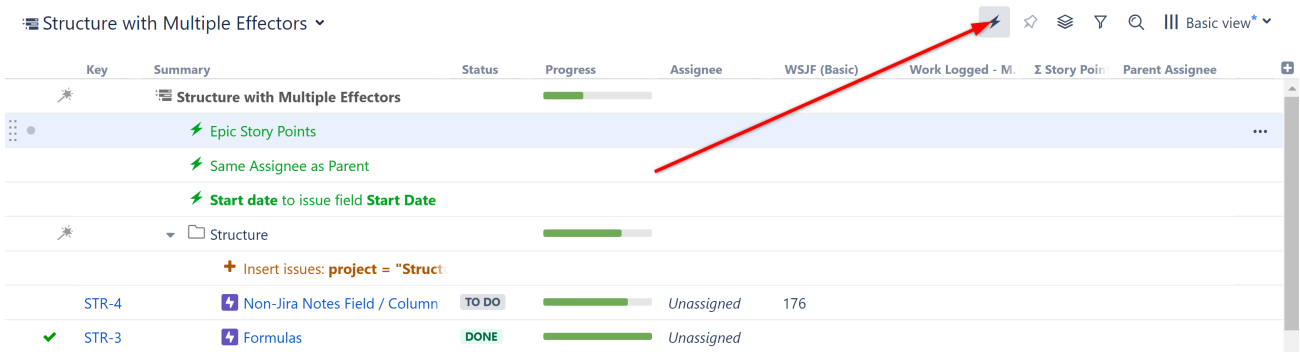 Structure with Multiple Effectors
Basic view*
Key Summary Status Progress Assignee WSJF (Basic) Work Logged - M. Σ Story Poin Parent Assignee
Structure with Multiple Effectors
Epic Story Points
Same Assignee as Parent
Start date to issue field Start Date
Structure
Insert issues: project = "Struct
STR-4 Non-Jira Notes Field / Column TO DO Unassigned 176
STR-3 Formulas DONE Unassigned